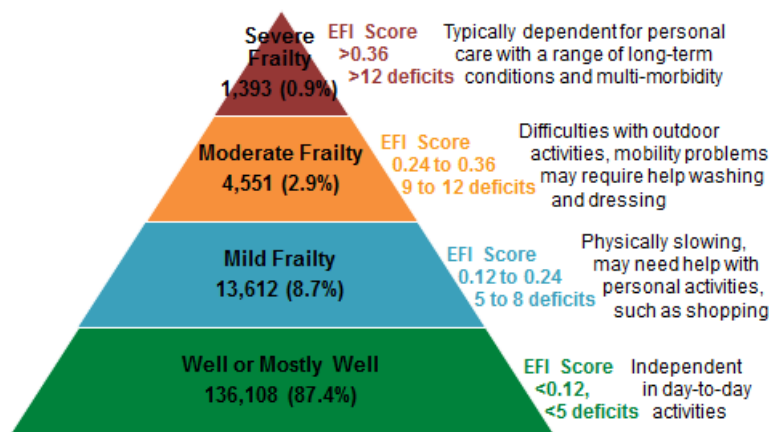 Severe
Frailty
1,393 (0.9%)
EFI Score
>0.36
>12 deficits
Typically dependent for personal
care with a range of long-term
conditions and multi-morbidity
Moderate Frailty
4,551 (2.9%)
EFI Score
0.24 to 0.36
9 to 12 deficits
Difficulties with outdoor
activities, mobility problems
may require help washing
and dressing
Mild Frailty
13,612 (8.7%)
EFI Score
0.12 to 0.24
5 to 8 deficits
Physically slowing,
may need help with
personal activities,
such as shopping
Well or Mostly Well
136,108 (87.4%)
EFI Score
<0.12,
<5 deficits
Independent
in day-to-day
activities